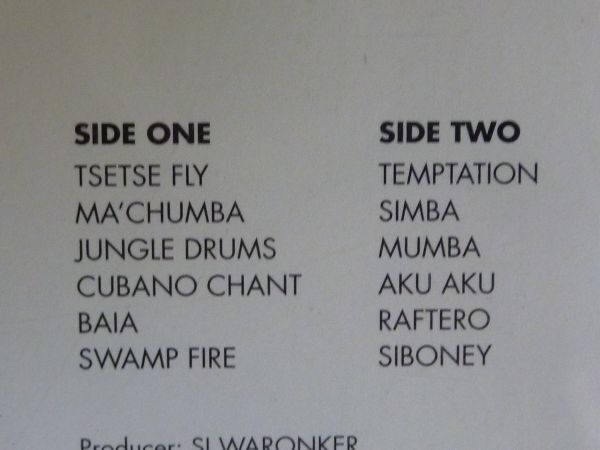 SIDE ONE
TSETSE FLY
MA'CHUMBA
JUNGLE DRUMS
CUBANO CHANT
BAIA
SWAMP FIRE
SIDE TWO
TEMPTATION
SIMBA
MUMBA
AKU AKU
RAFTERO
SIBONEY
Producer: SI WARONKER